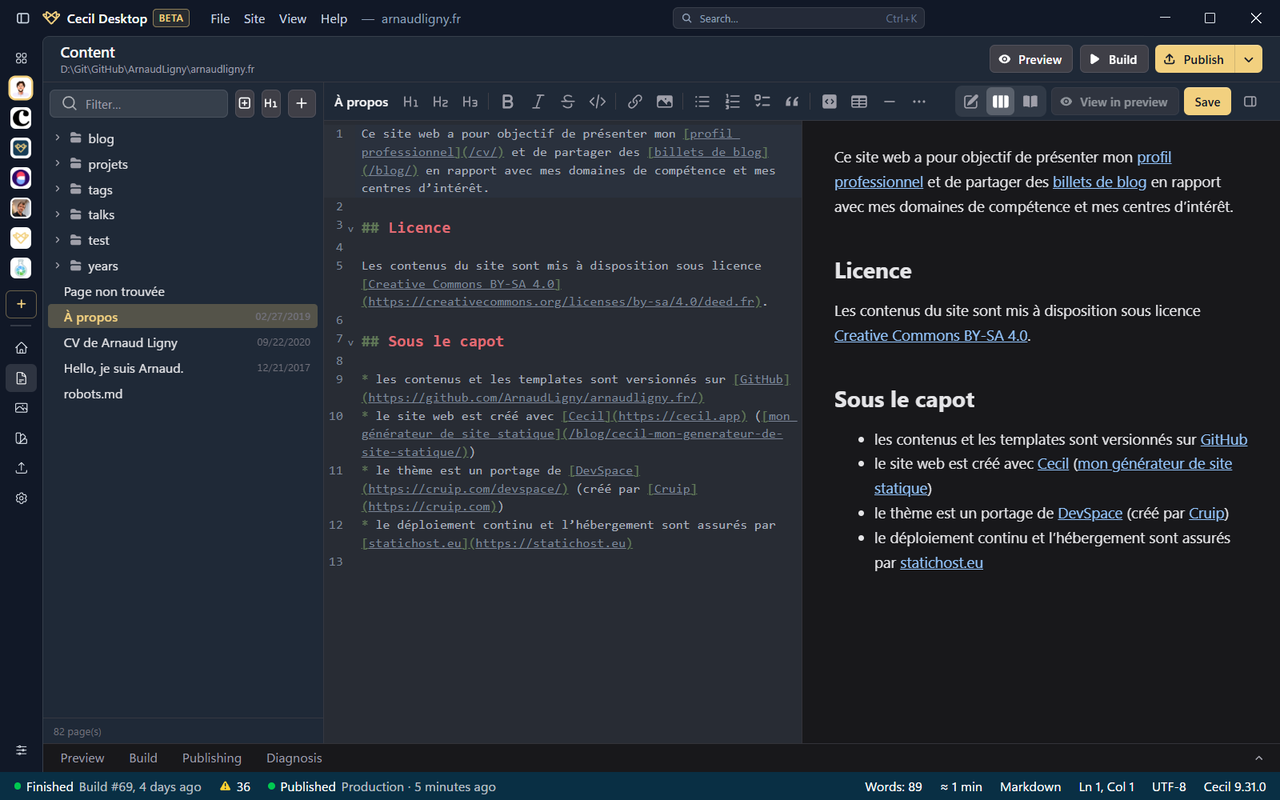 Cecil Desktop BETA File Site View Help — arnaudligny.fr Search... Ctrl+K
Content
D:\Git\GitHub\ArnaudLigny\arnaudligny.fr
Preview Build Publish
Filter... H1 +
À propos H1 H2 H3 B I S View in preview Save
blog
projets
tags
talks
test
years
Page non trouvée
À propos 02/27/2019
CV de Arnaud Ligny 09/22/2020
Hello, je suis Arnaud. 12/21/2017
robots.md
82 page(s)
1 Ce site web a pour objectif de présenter mon [profil
professionnel](/cv/) et de partager des [billets de blog]
(/blog/) en rapport avec mes domaines de compétence et mes
centres d’intérêt.
2
3 ## Licence
4
5 Les contenus du site sont mis à disposition sous licence
[Creative Commons BY-SA 4.0]
(https://creativecommons.org/licenses/by-sa/4.0/deed.fr).
6
7 ## Sous le capot
8
9 * les contenus et les templates sont versionnés sur [GitHub]
(https://github.com/ArnaudLigny/arnaudligny.fr/)
10 * le site web est créé avec [Cecil](https://cecil.app) ([mon
générateur de site statique](/blog/cecil-mon-generateur-de-
site-statique/))
11 * le thème est un portage de [DevSpace]
(https://cruip.com/devspace/) (créé par [Cruip]
(https://cruip.com))
12 * le déploiement continu et l’hébergement sont assurés par
[statichost.eu](https://statichost.eu)
13
Ce site web a pour objectif de présenter mon profil
professionnel et de partager des billets de blog en rapport
avec mes domaines de compétence et mes centres d’intérêt.
Licence
Les contenus du site sont mis à disposition sous licence
Creative Commons BY-SA 4.0.
Sous le capot
• les contenus et les templates sont versionnés sur GitHub
• le site web est créé avec Cecil (mon générateur de site
statique)
• le thème est un portage de DevSpace (créé par Cruip)
• le déploiement continu et l’hébergement sont assurés
par statichost.eu
Preview Build Publishing Diagnosis
Finished Build #69, 4 days ago 36 Published Production · 5 minutes ago Words: 89 ≈ 1 min Markdown Ln 1, Col 1 UTF-8 Cecil 9.31.0